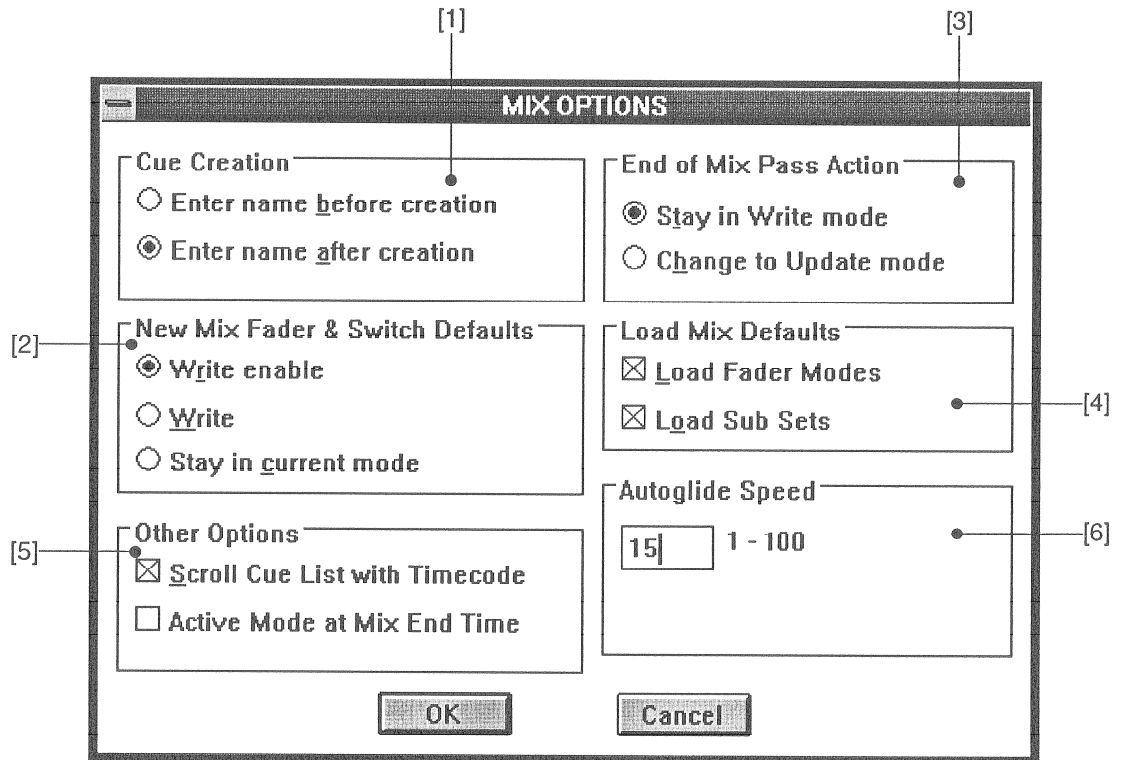 [1]
[3]
MIX OPTIONS
Cue Creation
Enter name before creation
Enter name after creation
End of Mix Pass Action
Stay in Write mode
Change to Update mode
[2]
New Mix Fader & Switch Defaults
Write enable
Write
Stay in current mode
Load Mix Defaults
Load Fader Modes
Load Sub Sets
[4]
[5]
Other Options
Scroll Cue List with Timecode
Active Mode at Mix End Time
Autoglide Speed
15
1 - 100
[6]
OK
Cancel